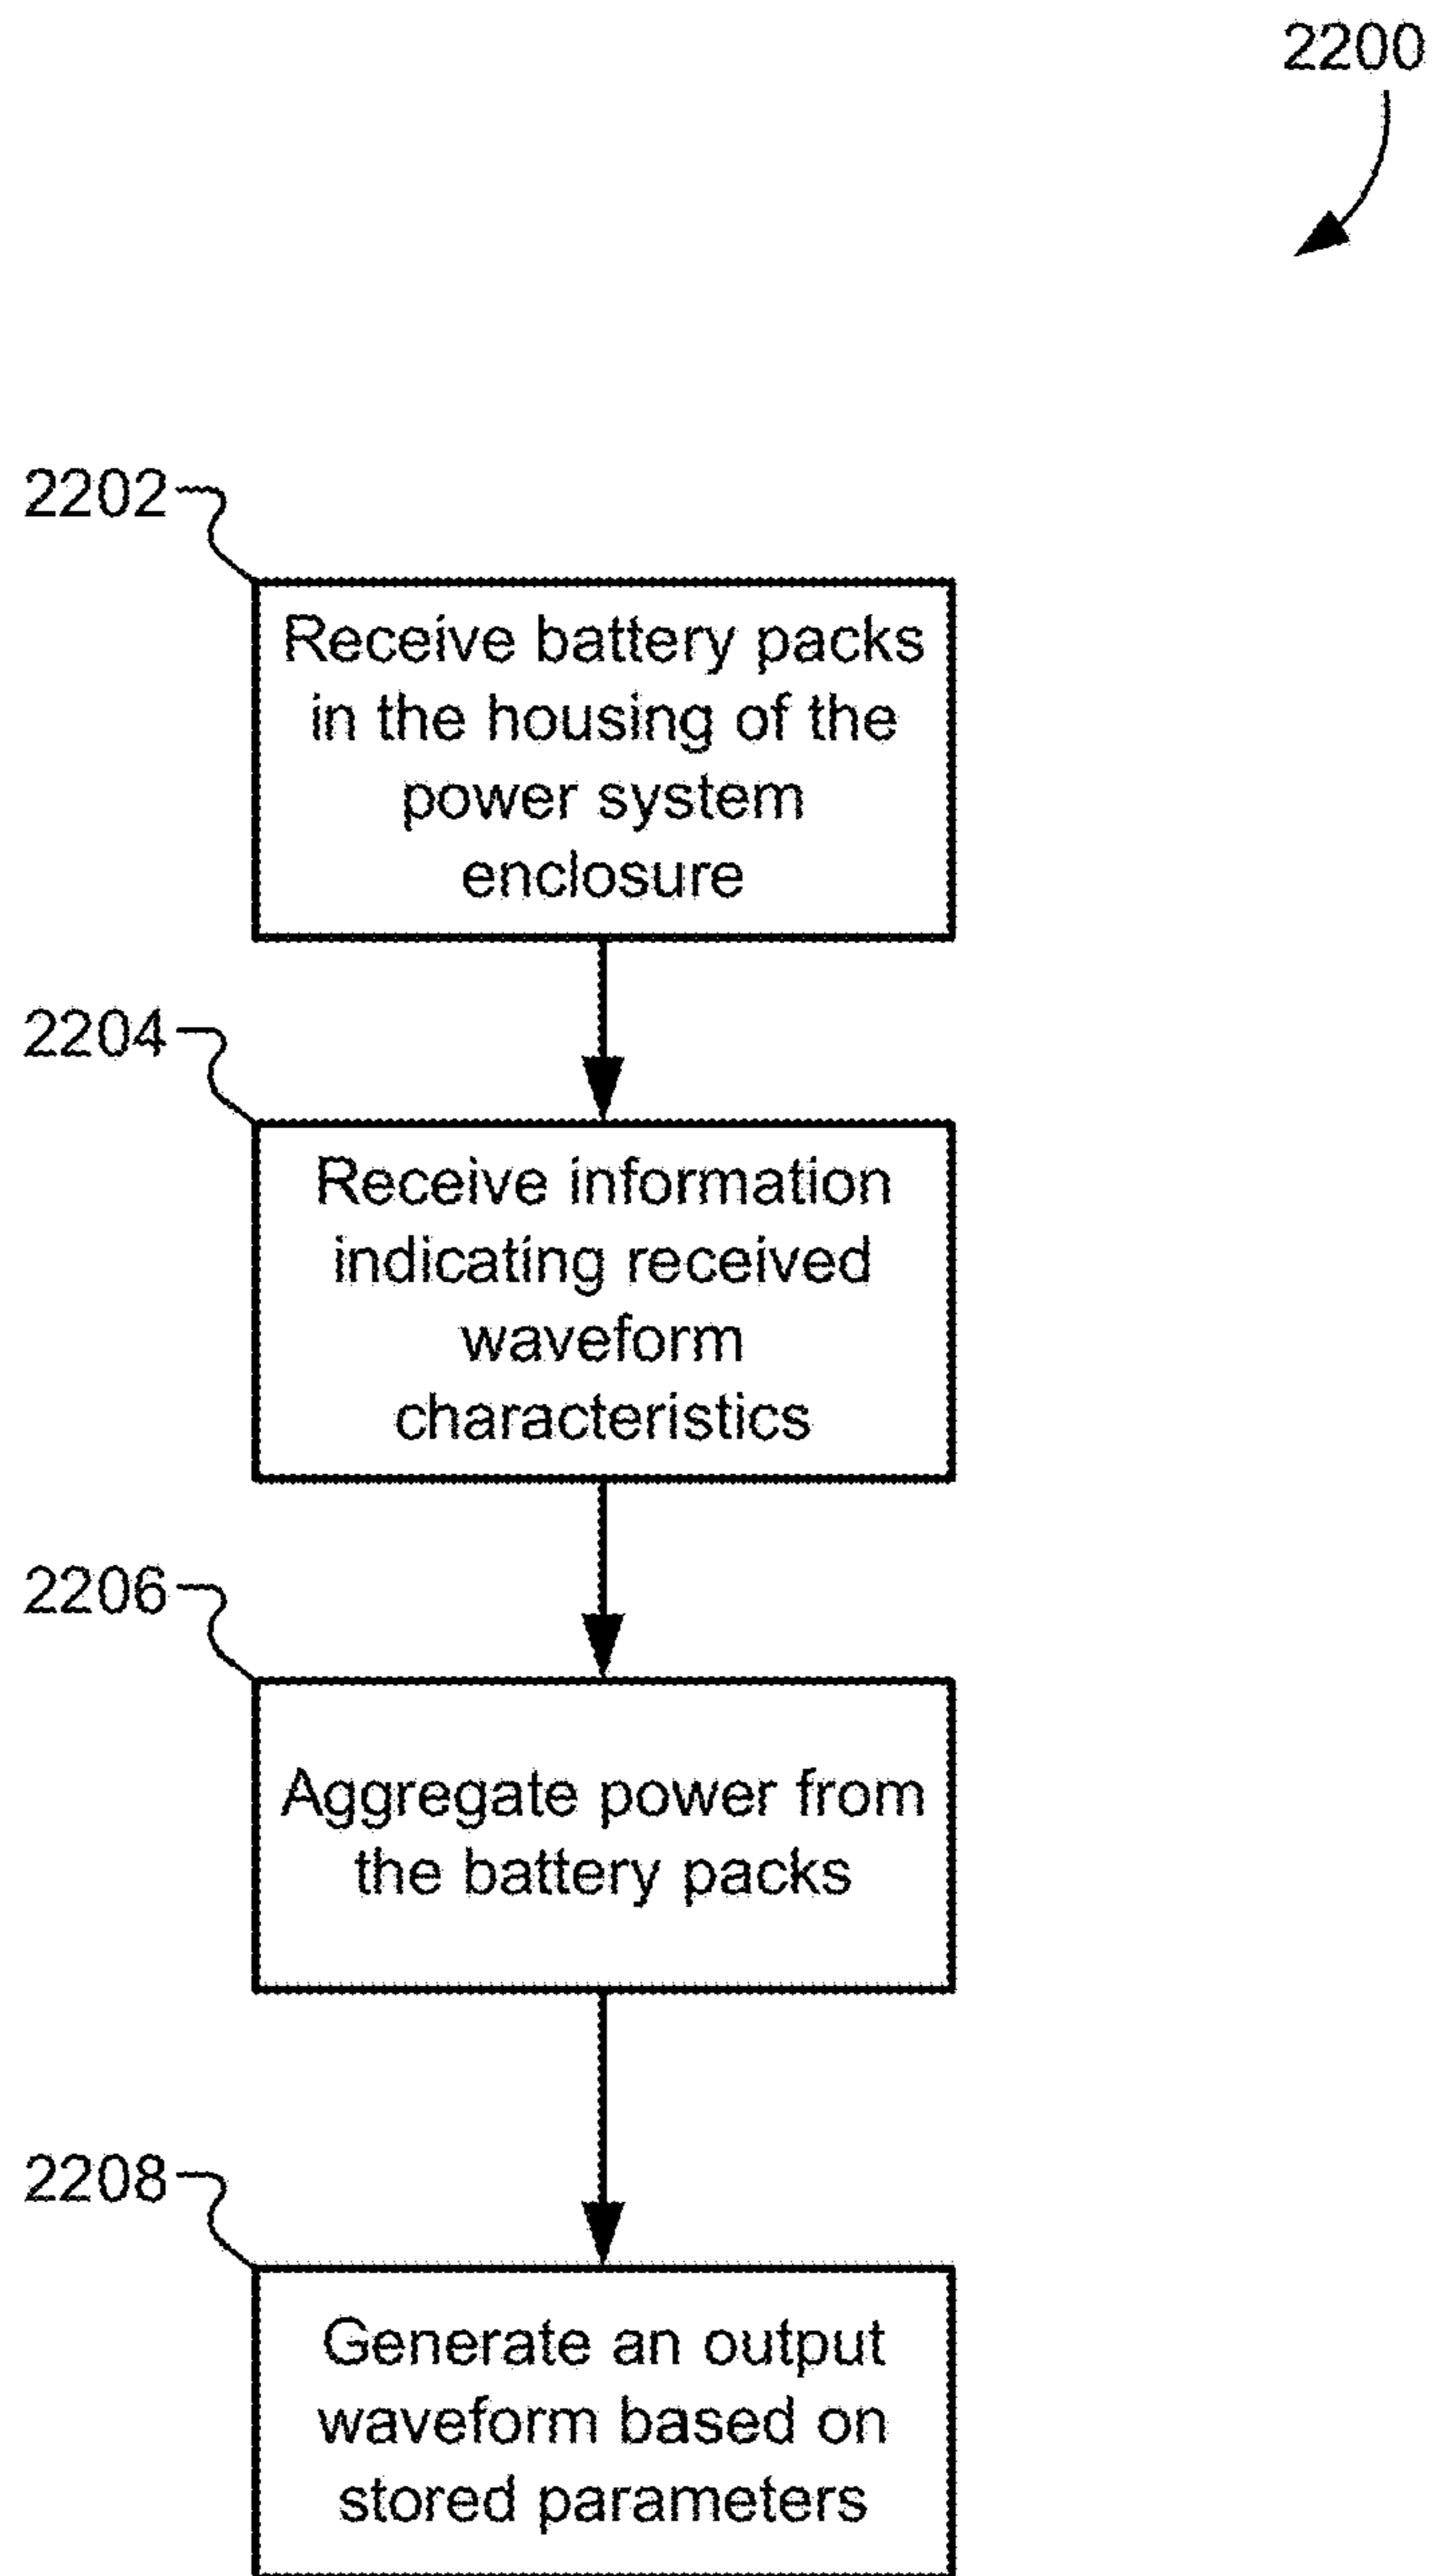 2200
2202
Receive battery packs
in the housing of the
power system
enclosure
2204
Receive information
indicating received
waveform
characteristics
2206
Aggregate power from
the battery packs
2208
Generate an output
waveform based on
stored parameters